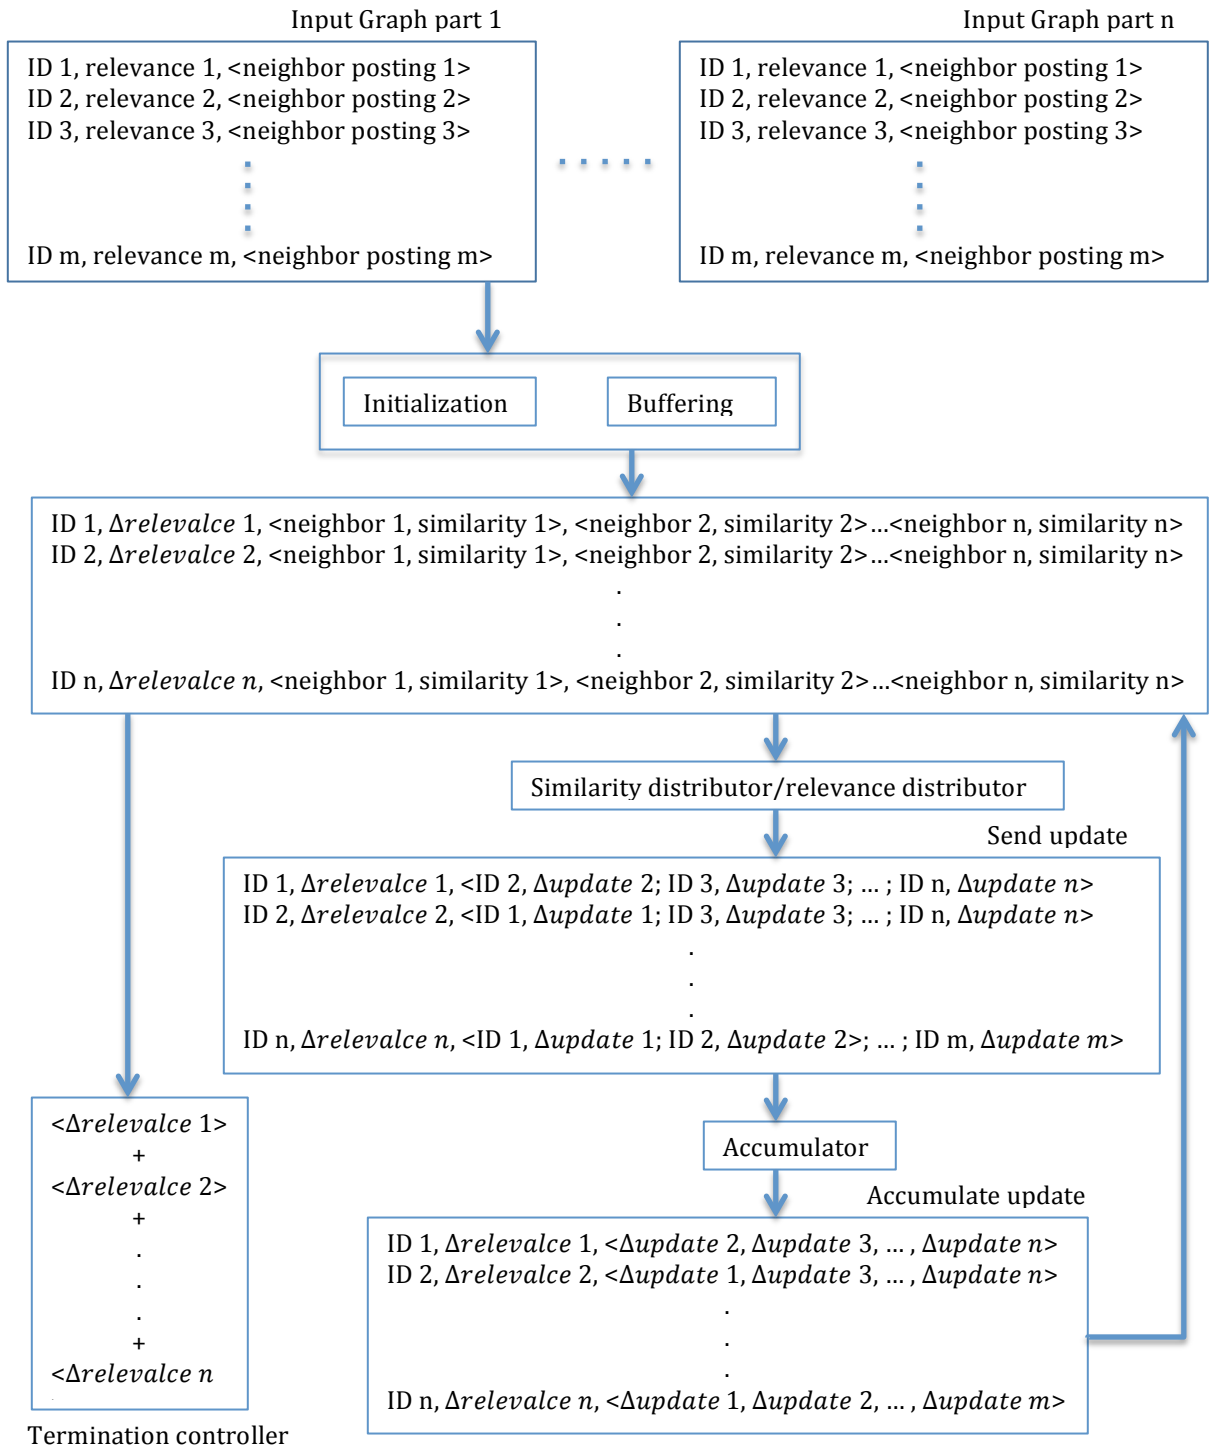 Input Graph part 1
Input Graph part n
ID 1, relevance 1, <neighbor posting 1>
ID 2, relevance 2, <neighbor posting 2>
ID 3, relevance 3, <neighbor posting 3>
ID m, relevance m, <neighbor posting m>
ID 1, relevance 1, <neighbor posting 1>
ID 2, relevance 2, <neighbor posting 2>
ID 3, relevance 3, <neighbor posting 3>
ID m, relevance m, <neighbor posting m>
Initialization
Buffering
ID 1, Δrelevalce 1, <neighbor 1, similarity 1>, <neighbor 2, similarity 2>…<neighbor n, similarity n>
ID 2, Δrelevalce 2, <neighbor 1, similarity 1>, <neighbor 2, similarity 2>…<neighbor n, similarity n>
.
.
.
ID n, Δrelevalce n, <neighbor 1, similarity 1>, <neighbor 2, similarity 2>…<neighbor n, similarity n>
Similarity distributor/relevance distributor
Send update
ID 1, Δrelevalce 1, <ID 2, Δupdate 2; ID 3, Δupdate 3; … ; ID n, Δupdate n>
ID 2, Δrelevalce 2, <ID 1, Δupdate 1; ID 3, Δupdate 3; … ; ID n, Δupdate n>
.
.
.
ID n, Δrelevalce n, <ID 1, Δupdate 1; ID 2, Δupdate 2>; … ; ID m, Δupdate m>
Accumulator
Accumulate update
ID 1, Δrelevalce 1, <Δupdate 2, Δupdate 3, … , Δupdate n>
ID 2, Δrelevalce 2, <Δupdate 1, Δupdate 3, … , Δupdate n>
.
.
.
ID n, Δrelevalce n, <Δupdate 1, Δupdate 2, … , Δupdate m>
<Δrelevalce 1>
+
<Δrelevalce 2>
+
.
.
.
+
<Δrelevalce n
Termination controller